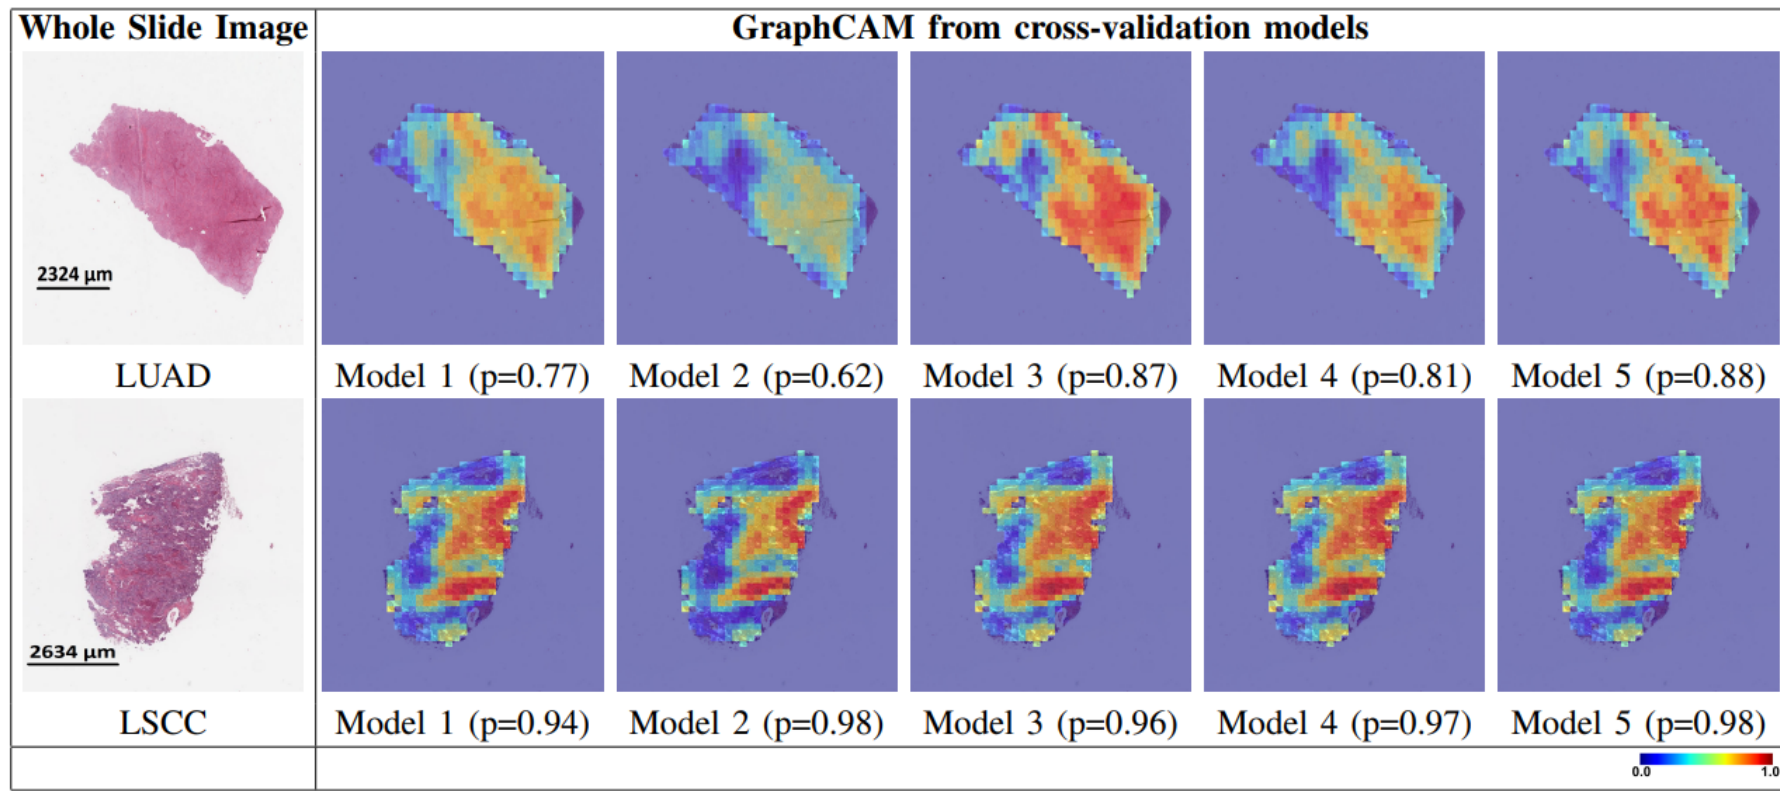 Whole Slide Image
GraphCAM from cross-validation models
2324 µm
LUAD
Model 1 (p=0.77)
Model 2 (p=0.62)
Model 3 (p=0.87)
Model 4 (p=0.81)
Model 5 (p=0.88)
2634 µm
LSCC
Model 1 (p=0.94)
Model 2 (p=0.98)
Model 3 (p=0.96)
Model 4 (p=0.97)
Model 5 (p=0.98)
0.0
1.0